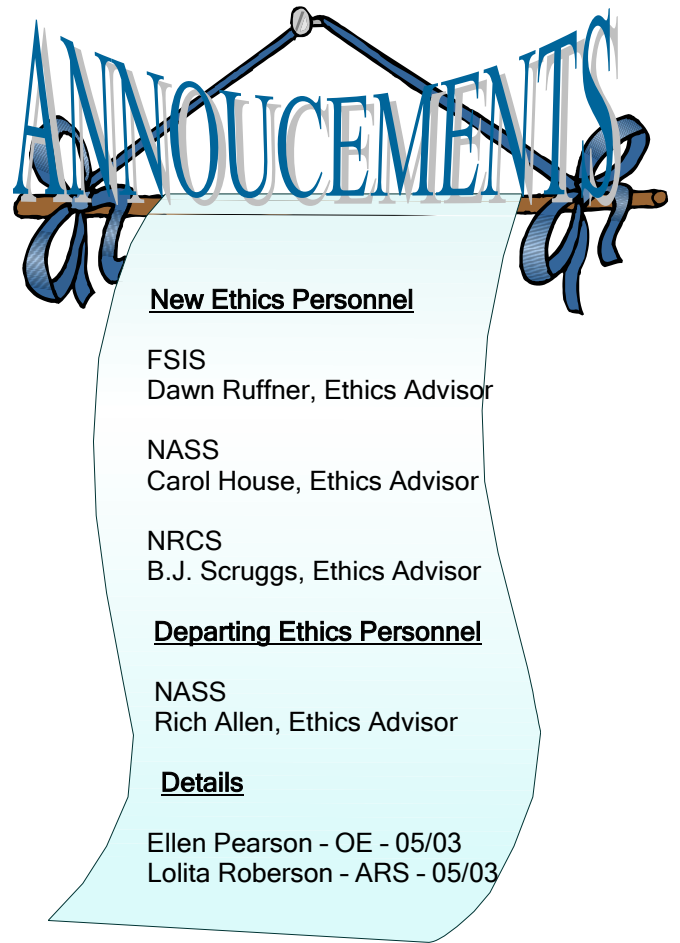 ANNOUCEMENTS
New Ethics Personnel
FSIS
Dawn Ruffner, Ethics Advisor
NASS
Carol House, Ethics Advisor
NRCS
B.J. Scruggs, Ethics Advisor
Departing Ethics Personnel
NASS
Rich Allen, Ethics Advisor
Details
Ellen Pearson – OE – 05/03
Lolita Roberson – ARS – 05/03